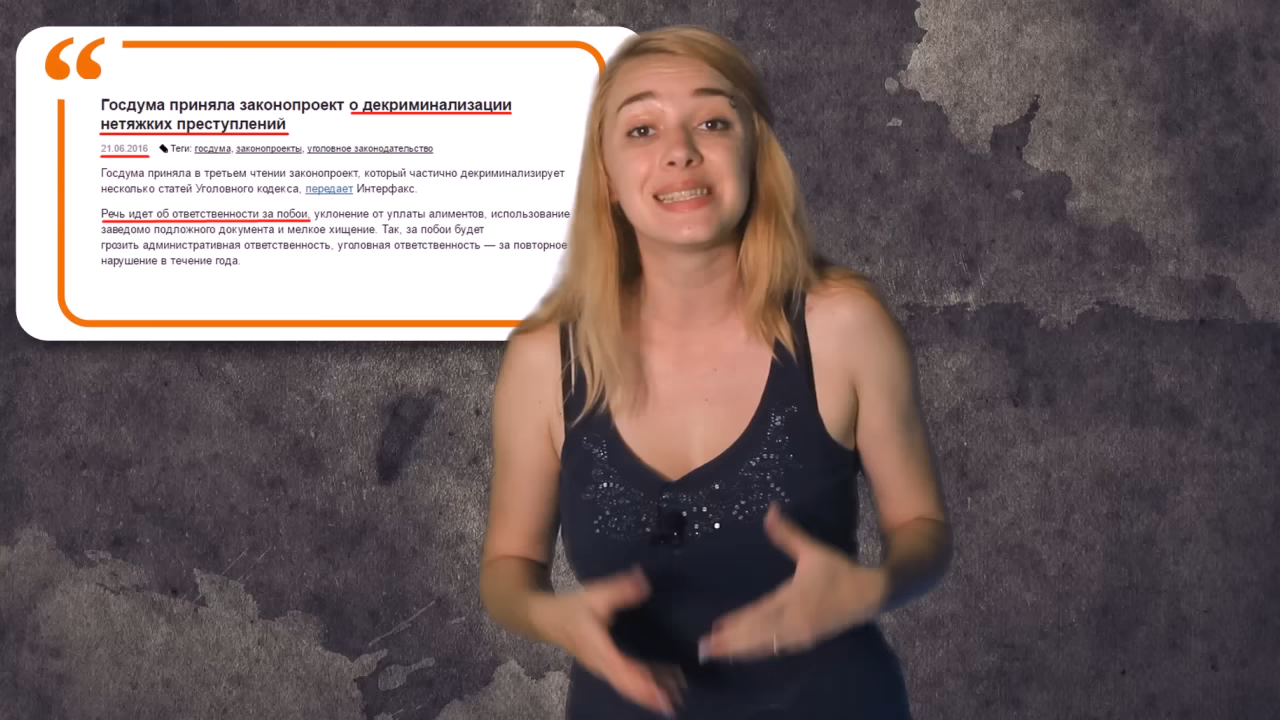 Госдума приняла законопроект о декриминализации
нетяжких преступлений
21.06.2016 Теги: госдума, законопроекты, уголовное законодательство
Госдума приняла в третьем чтении законопроект, который частично декриминализирует
несколько статей Уголовного кодекса, передает Интерфакс.
Речь идет об ответственности за побои, уклонение от уплаты алиментов, использование
заведомо подложного документа и мелкое хищение. Так, за побои будет
грозить административная ответственность, уголовная ответственность — за повторное
нарушение в течение года.